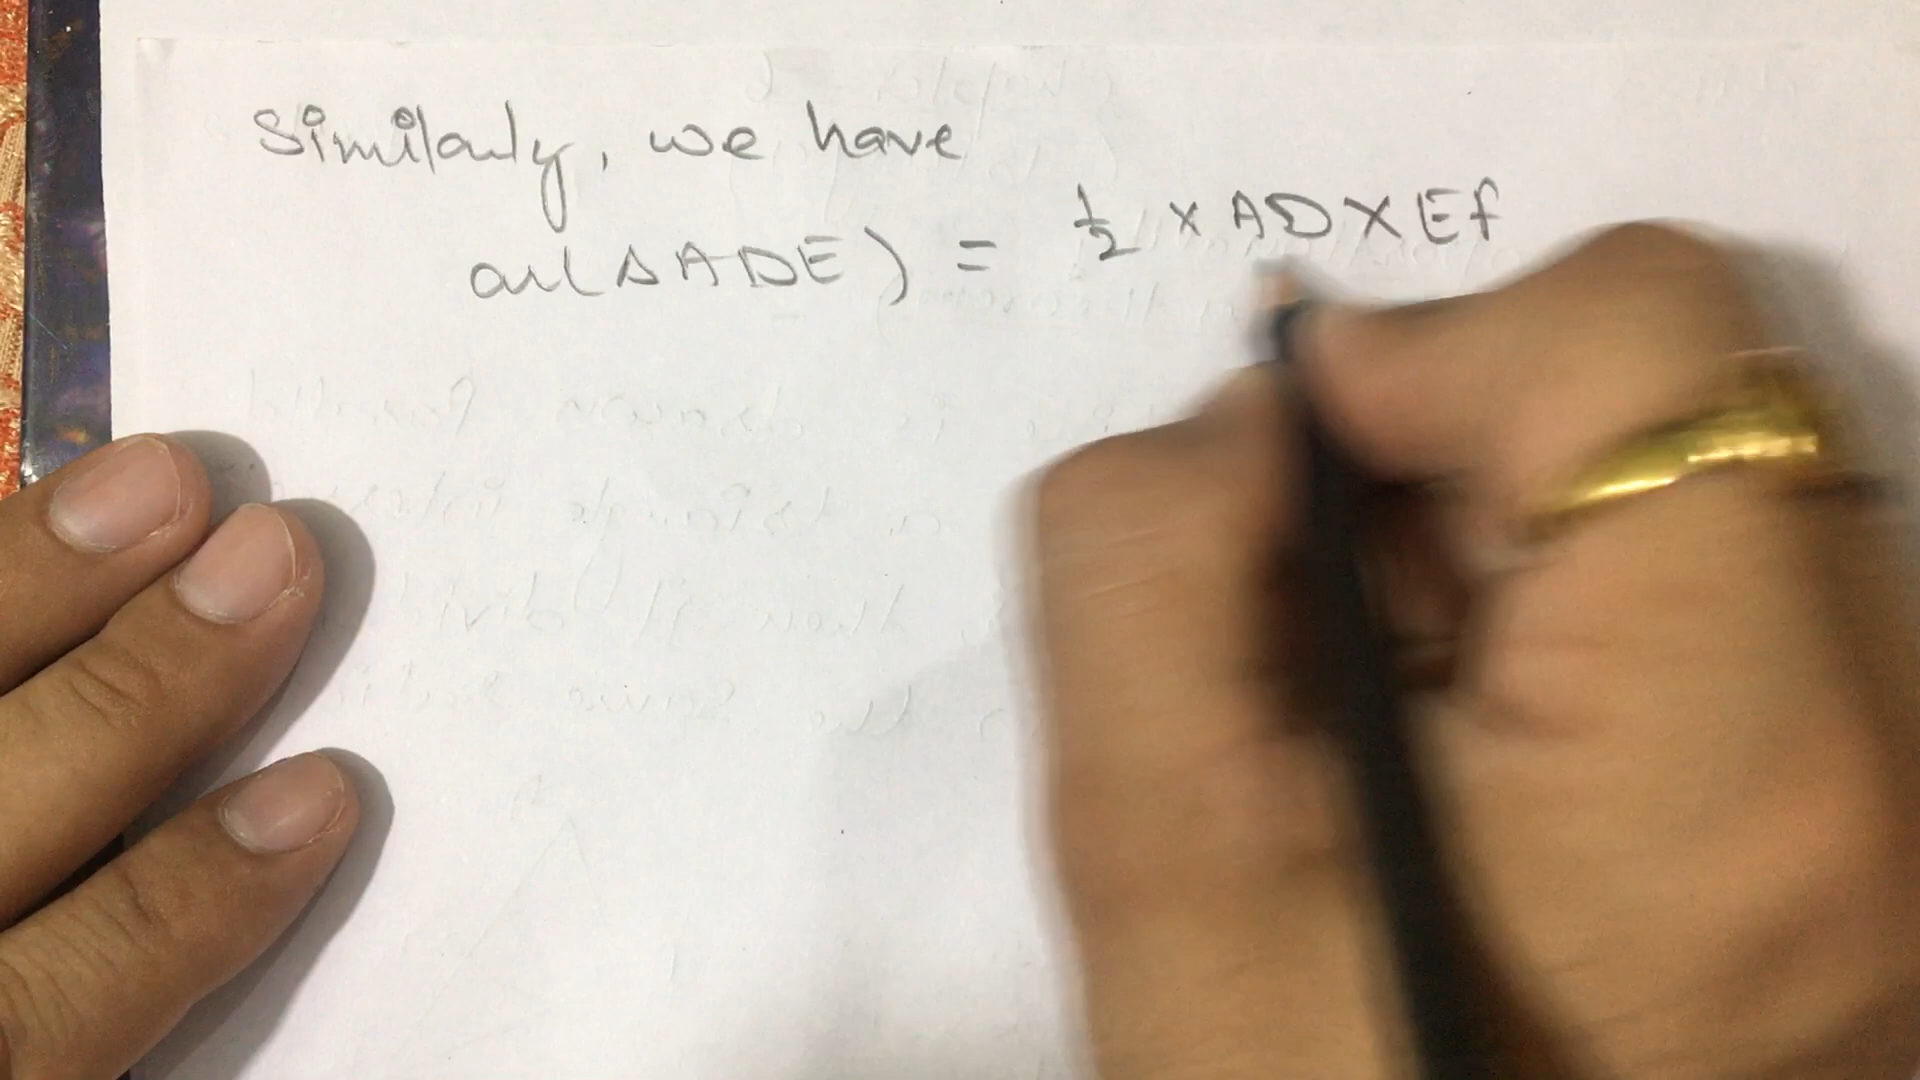 Similarly, we have
ar(ΔADE) = 1/2 × AD × EF